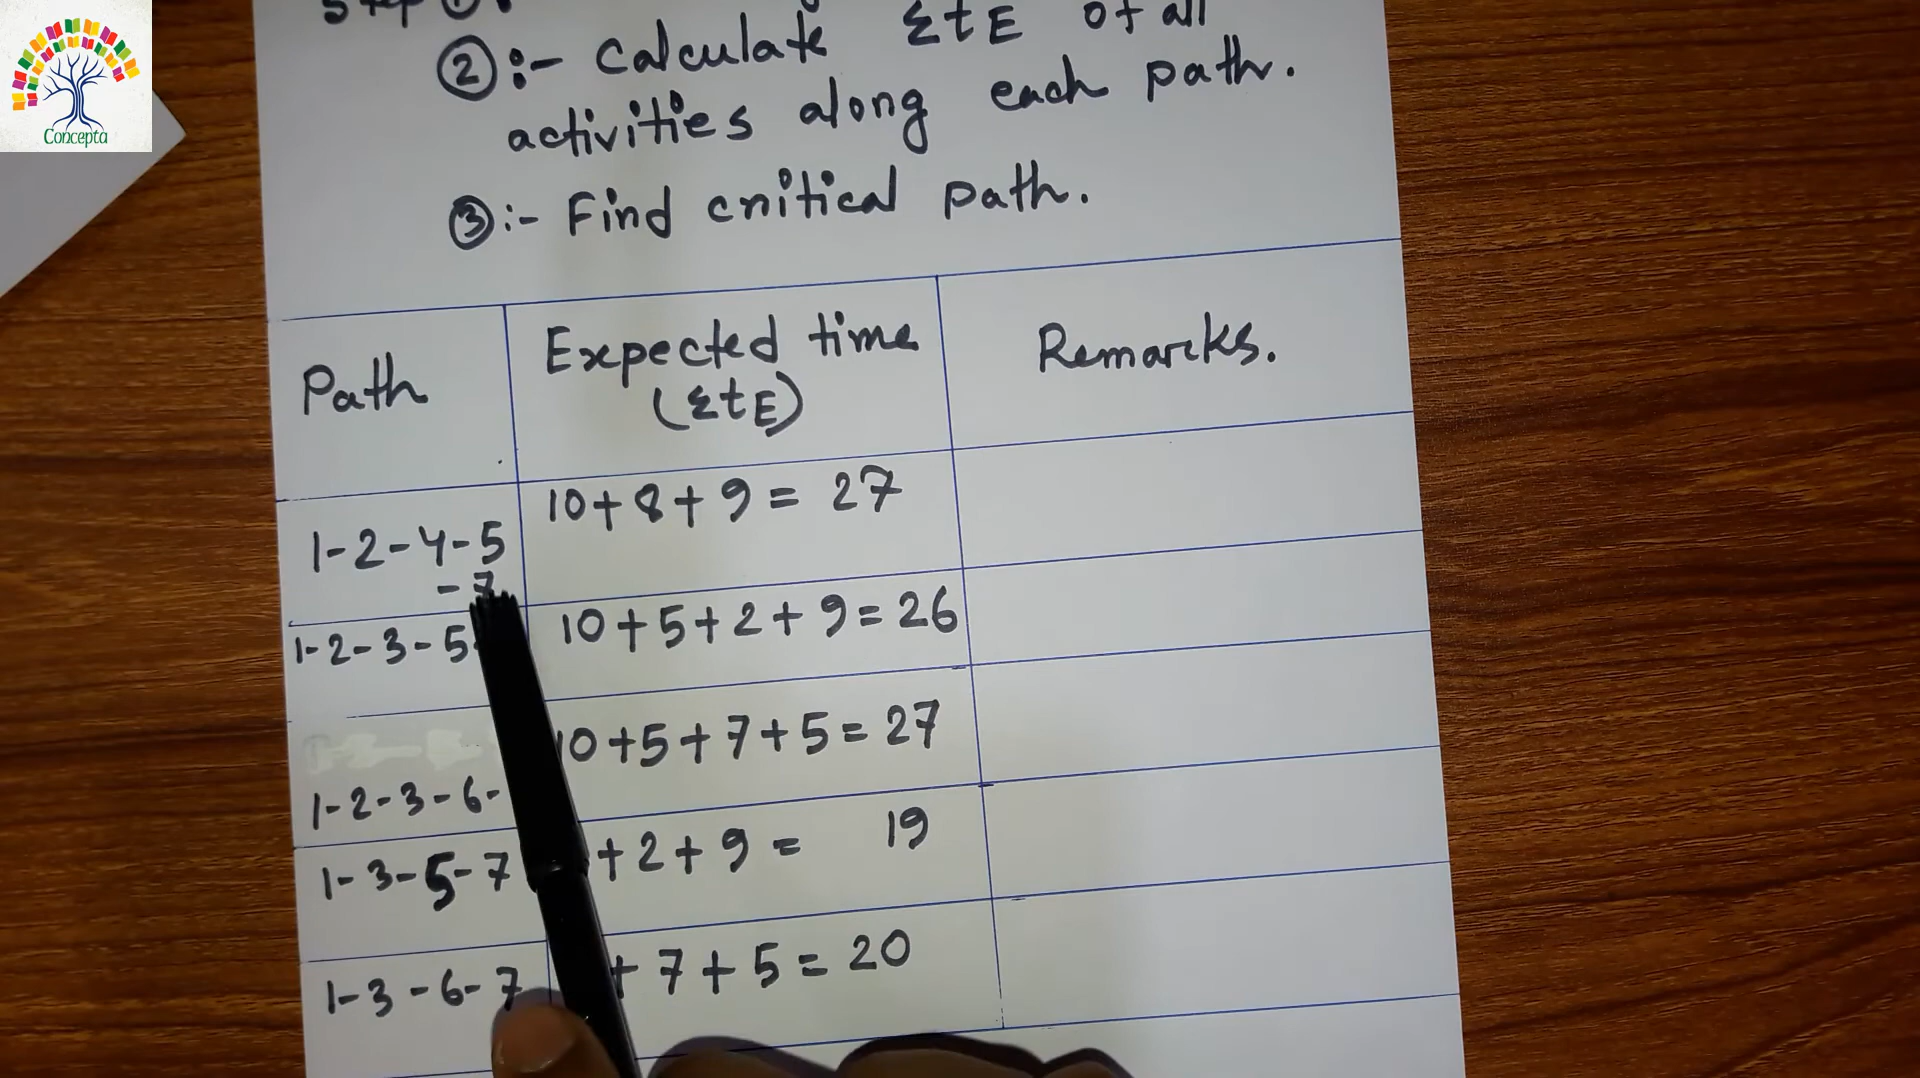 Concepta
Step ①:
②:- Calculate ΣtE of all
activities along each path.
③:- Find critical path.
Path Expected time (ΣtE) Remarks.
1-2-4-5 -7 10+8+9= 27
1-2-3-5 10+5+2+9=26
1-2-3-6- 10+5+7+5=27
1-3-5-7 +2+9= 19
1-3-6-7 +7+5=20